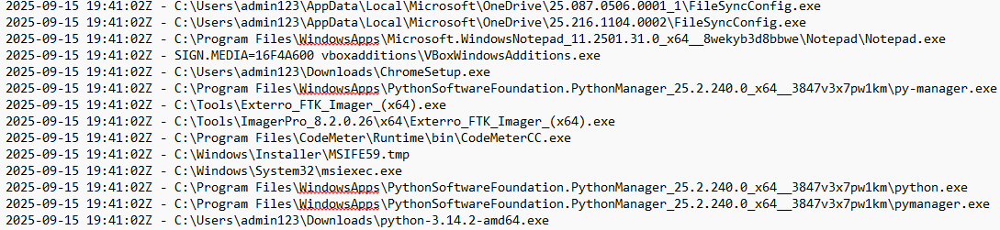 2025-09-15 19:41:02Z - C:\Users\admin123\AppData\Local\Microsoft\OneDrive\25.087.0506.0001_1\FileSyncConfig.exe
2025-09-15 19:41:02Z - C:\Users\admin123\AppData\Local\Microsoft\OneDrive\25.216.1104.0002\FileSyncConfig.exe
2025-09-15 19:41:02Z - C:\Program Files\WindowsApps\Microsoft.WindowsNotepad_11.2501.31.0_x64__8wekyb3d8bbwe\Notepad\Notepad.exe
2025-09-15 19:41:02Z - SIGN.MEDIA=16F4A600 vboxadditions\VBoxWindowsAdditions.exe
2025-09-15 19:41:02Z - C:\Users\admin123\Downloads\ChromeSetup.exe
2025-09-15 19:41:02Z - C:\Program Files\WindowsApps\PythonSoftwareFoundation.PythonManager_25.2.240.0_x64__3847v3x7pw1km\py-manager.exe
2025-09-15 19:41:02Z - C:\Tools\Exterro_FTK_Imager_(x64).exe
2025-09-15 19:41:02Z - C:\Tools\ImagerPro_8.2.0.26\x64\Exterro_FTK_Imager_(x64).exe
2025-09-15 19:41:02Z - C:\Program Files\CodeMeter\Runtime\bin\CodeMeterCC.exe
2025-09-15 19:41:02Z - C:\Windows\Installer\MSIFE59.tmp
2025-09-15 19:41:02Z - C:\Windows\System32\msiexec.exe
2025-09-15 19:41:02Z - C:\Program Files\WindowsApps\PythonSoftwareFoundation.PythonManager_25.2.240.0_x64__3847v3x7pw1km\python.exe
2025-09-15 19:41:02Z - C:\Program Files\WindowsApps\PythonSoftwareFoundation.PythonManager_25.2.240.0_x64__3847v3x7pw1km\pymanager.exe
2025-09-15 19:41:02Z - C:\Users\admin123\Downloads\python-3.14.2-amd64.exe